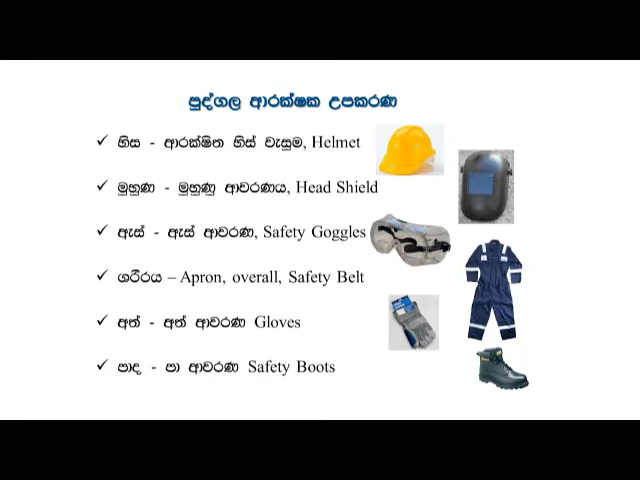 පුද්ගල ආරක්ෂක උපකරණ
✓ හිස - ආරක්ෂිත හිස් වැසුම, Helmet
✓ මුහුණ - මුහුණු ආවරණය, Head Shield
✓ ඇස් - ඇස් ආවරණ, Safety Goggles
✓ ශරීරය – Apron, overall, Safety Belt
✓ අත් - අත් ආවරණ Gloves
✓ පාද - පා ආවරණ Safety Boots